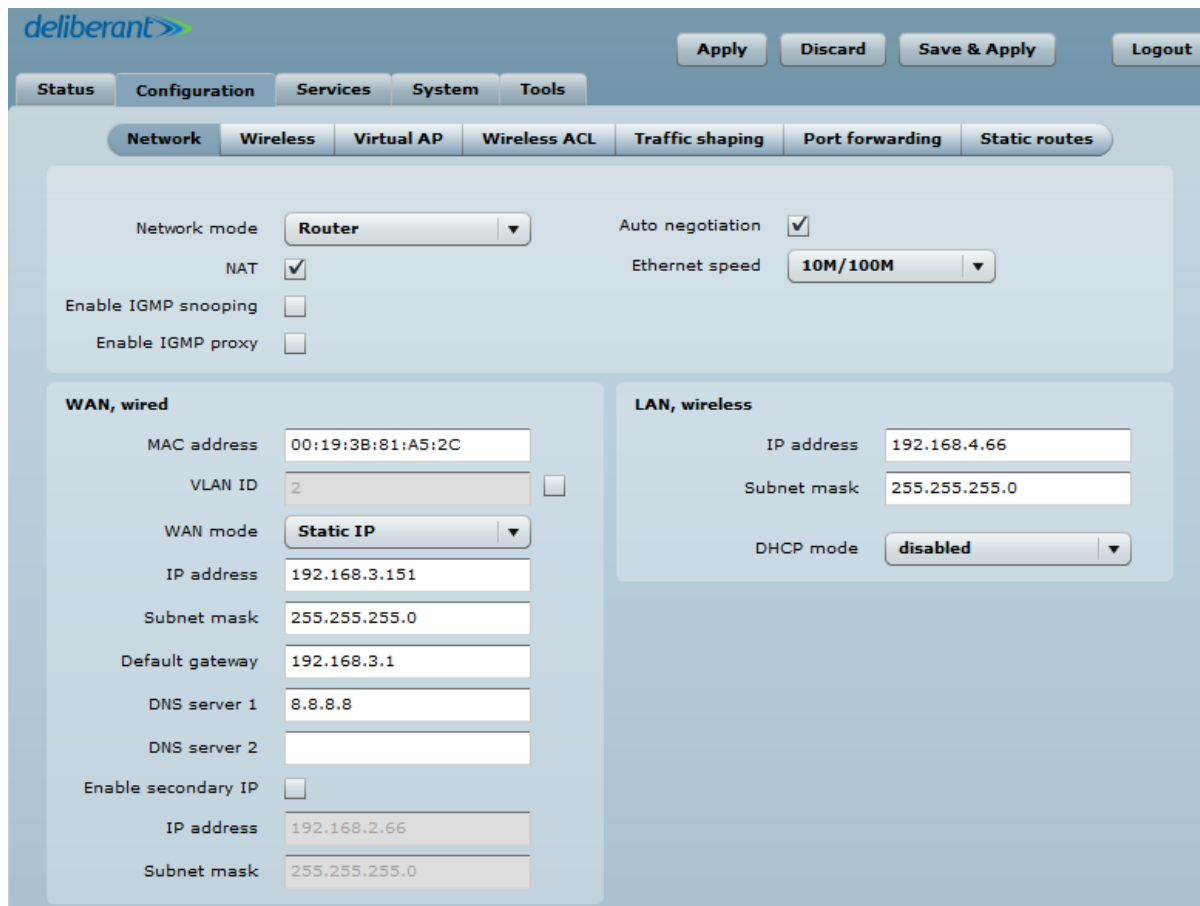 deliberant
Apply Discard Save & Apply Logout
Status Configuration Services System Tools
Network Wireless Virtual AP Wireless ACL Traffic shaping Port forwarding Static routes
Network mode Router
Auto negotiation
NAT
Ethernet speed 10M/100M
Enable IGMP snooping
Enable IGMP proxy
WAN, wired
MAC address 00:19:3B:81:A5:2C
VLAN ID 2
WAN mode Static IP
IP address 192.168.3.151
Subnet mask 255.255.255.0
Default gateway 192.168.3.1
DNS server 1 8.8.8.8
DNS server 2
Enable secondary IP
IP address 192.168.2.66
Subnet mask 255.255.255.0
LAN, wireless
IP address 192.168.4.66
Subnet mask 255.255.255.0
DHCP mode disabled